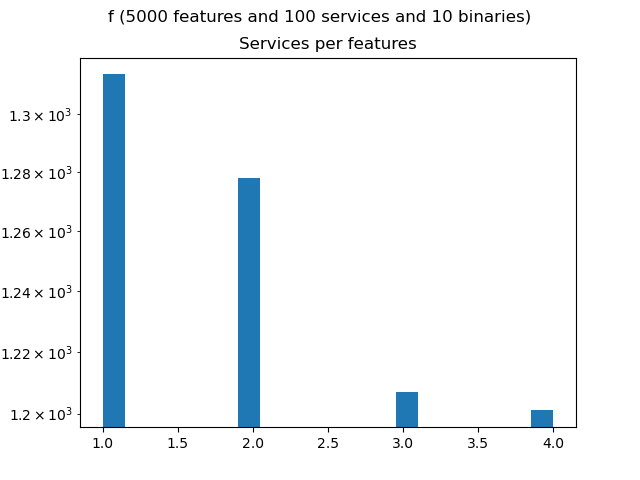 f (5000 features and 100 services and 10 binaries)
Services per features
1.3 × 10³
1.28 × 10³
1.26 × 10³
1.24 × 10³
1.22 × 10³
1.2 × 10³
1.0 1.5 2.0 2.5 3.0 3.5 4.0